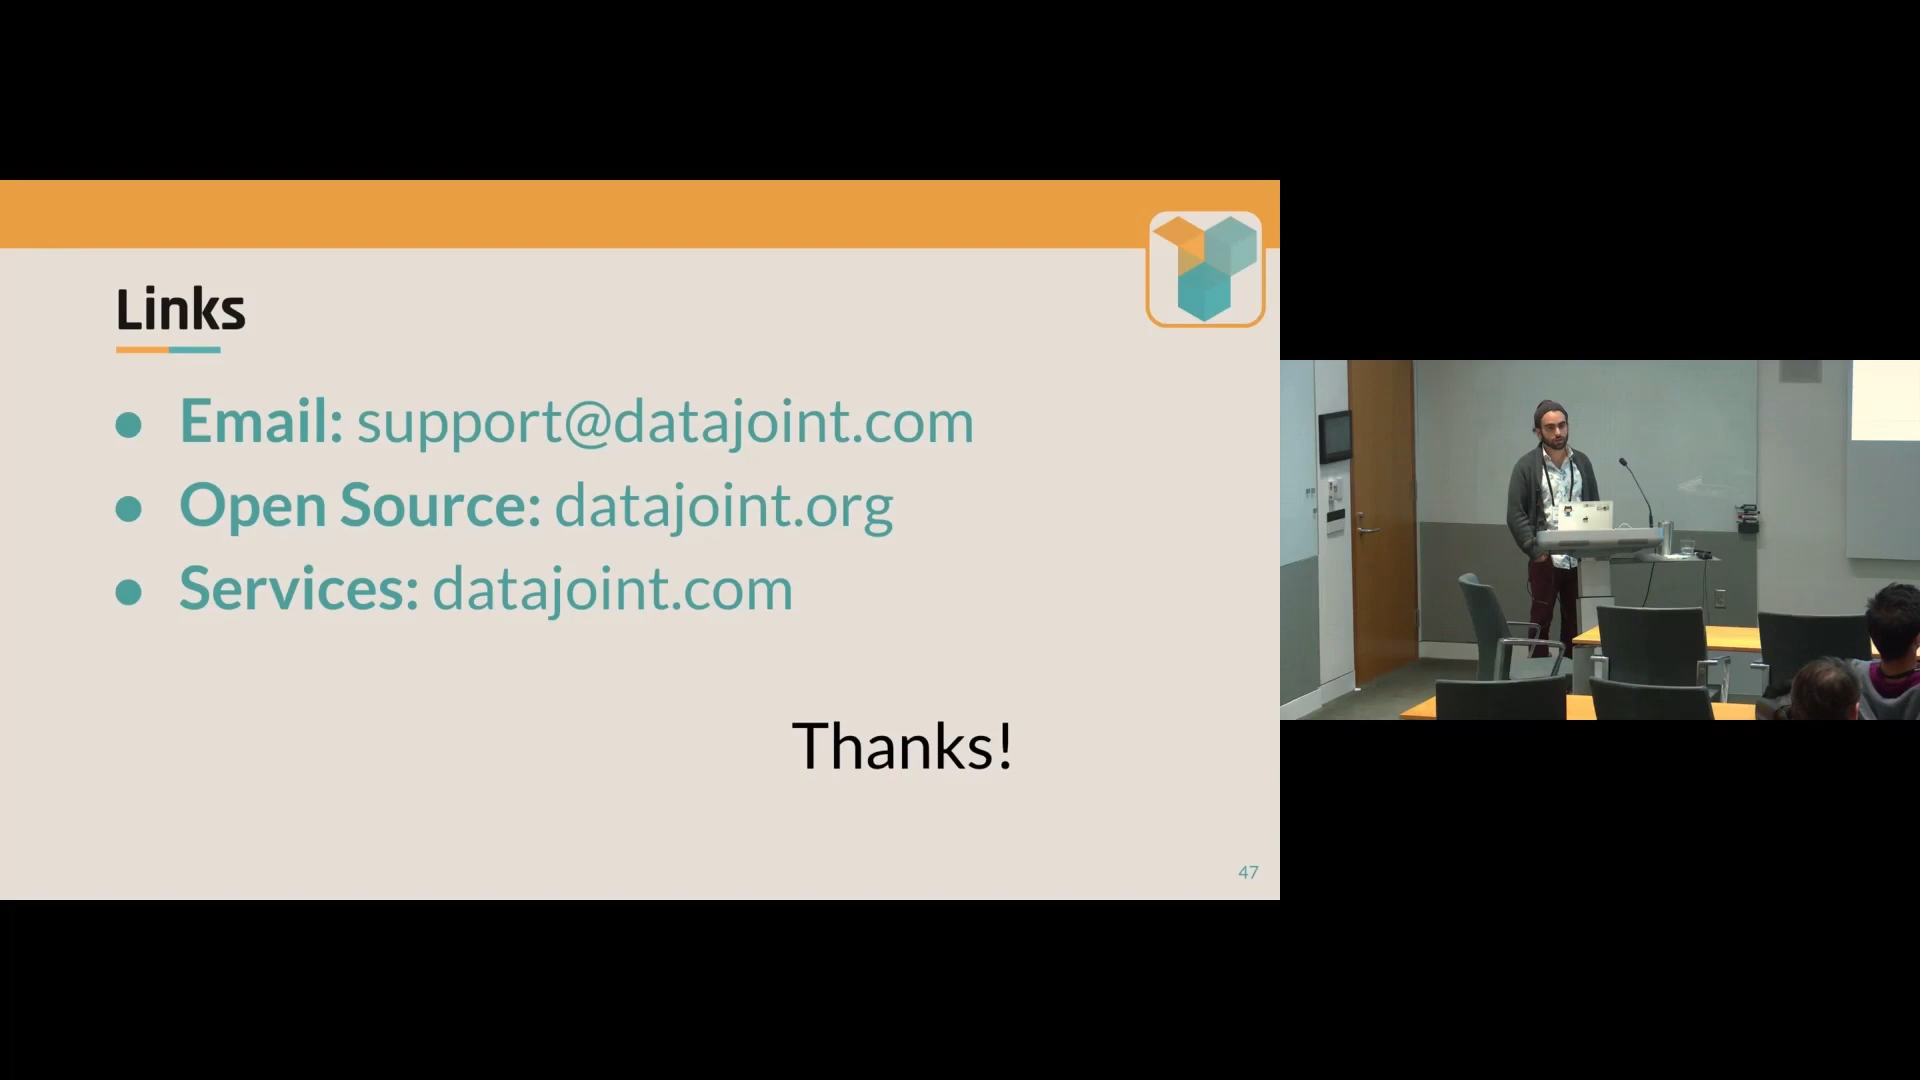 Links
● Email: support@datajoint.com
● Open Source: datajoint.org
● Services: datajoint.com
Thanks!
47